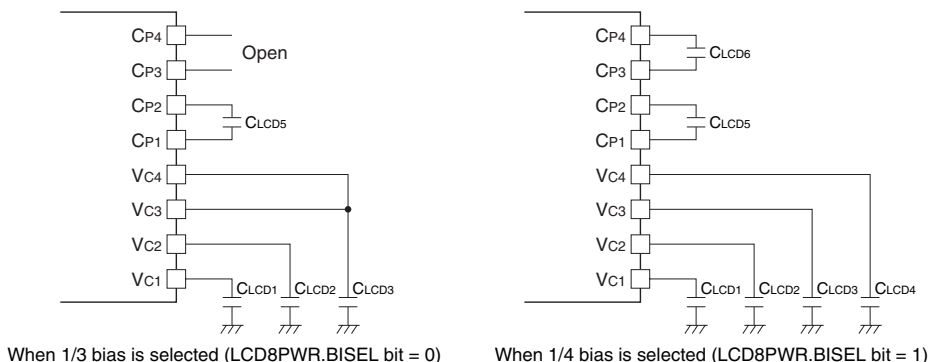 CP4
Open
CP3
CP2
CLCD5
CP1
VC4
VC3
VC2
VC1
CLCD1 CLCD2 CLCD3
When 1/3 bias is selected (LCD8PWR.BISEL bit = 0)
CP4
CLCD6
CP3
CP2
CLCD5
CP1
VC4
VC3
VC2
VC1
CLCD1 CLCD2 CLCD3 CLCD4
When 1/4 bias is selected (LCD8PWR.BISEL bit = 1)